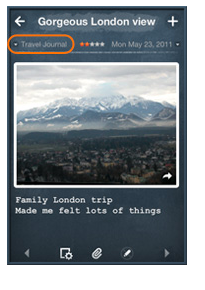 Gorgeous London view
Travel Journal
Mon May 23, 2011
Family London trip
Made me felt lots of things